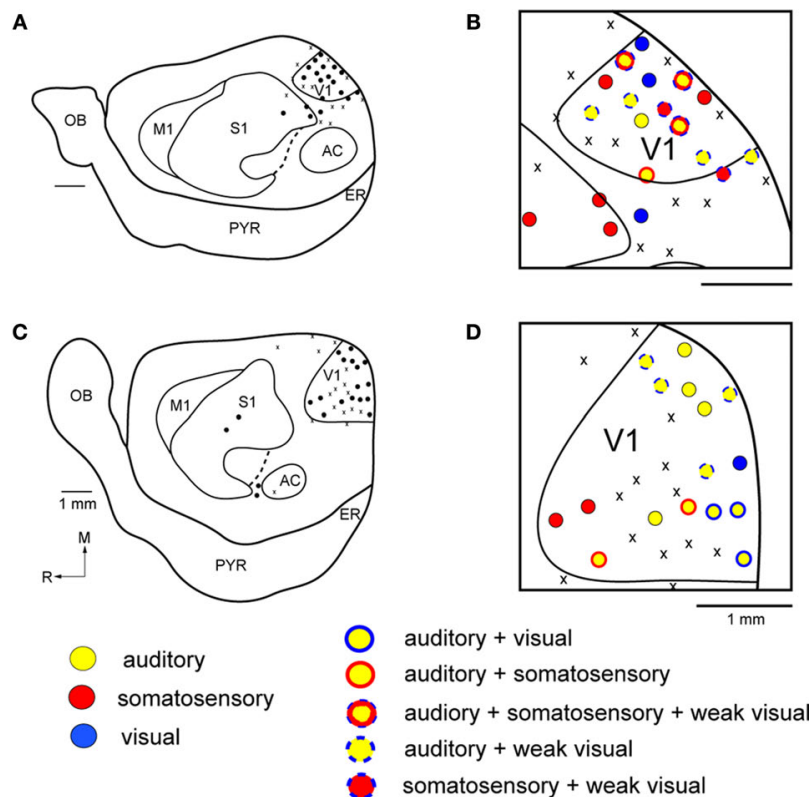 A
B
OB
M1
S1
V1
AC
ER
PYR
V1
C
D
OB
M1
S1
V1
AC
ER
PYR
1 mm
M
R
V1
1 mm
auditory
somatosensory
visual
auditory + visual
auditory + somatosensory
audiory + somatosensory + weak visual
auditory + weak visual
somatosensory + weak visual